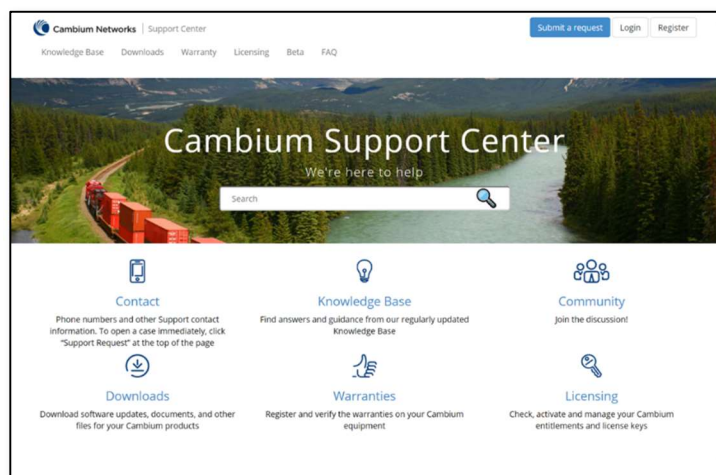 Cambium Networks | Support Center
Submit a request
Login
Register
Knowledge Base
Downloads
Warranty
Licensing
Beta
FAQ
Cambium Support Center
We're here to help
Search
Contact
Phone numbers and other Support contact
information. To open a case immediately, click
"Support Request" at the top of the page
Knowledge Base
Find answers and guidance from our regularly updated
Knowledge Base
Community
Join the discussion!
Downloads
Download software updates, documents, and other
files for your Cambium products
Warranties
Register and verify the warranties on your Cambium
equipment
Licensing
Check, activate and manage your Cambium
entitlements and license keys